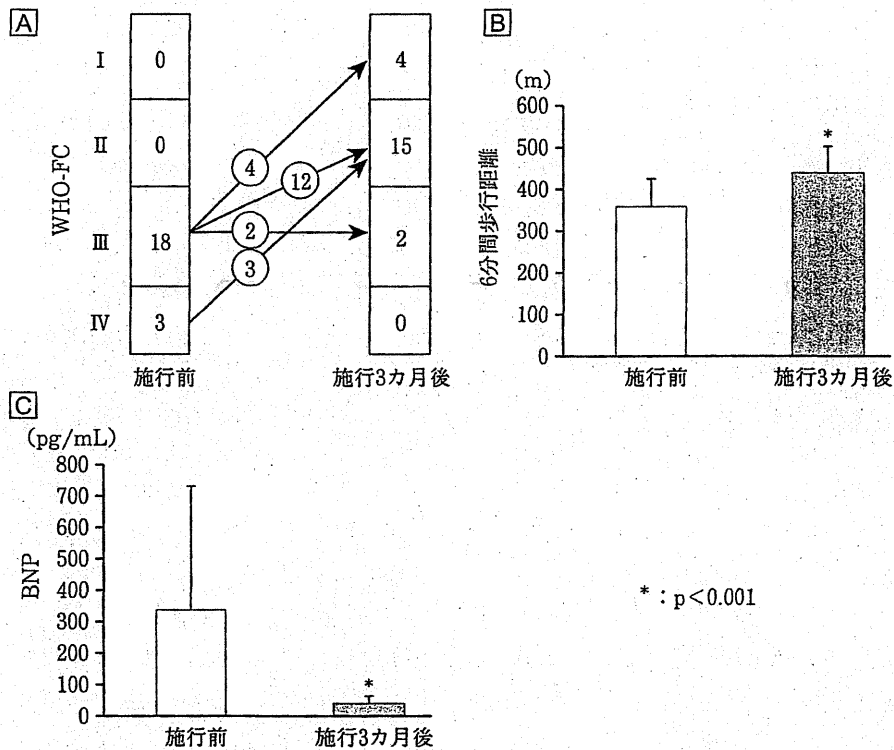 A
WHO-FC
I
II
III
IV
0
0
18
3
4
12
2
3
4
15
2
0
施行前
施行3カ月後
B
(m)
6分間歩行距離
600
500
400
300
200
100
0
*
施行前
施行3カ月後
C
(pg/mL)
BNP
800
700
600
500
400
300
200
100
0
*
施行前
施行3カ月後
*:p<0.001